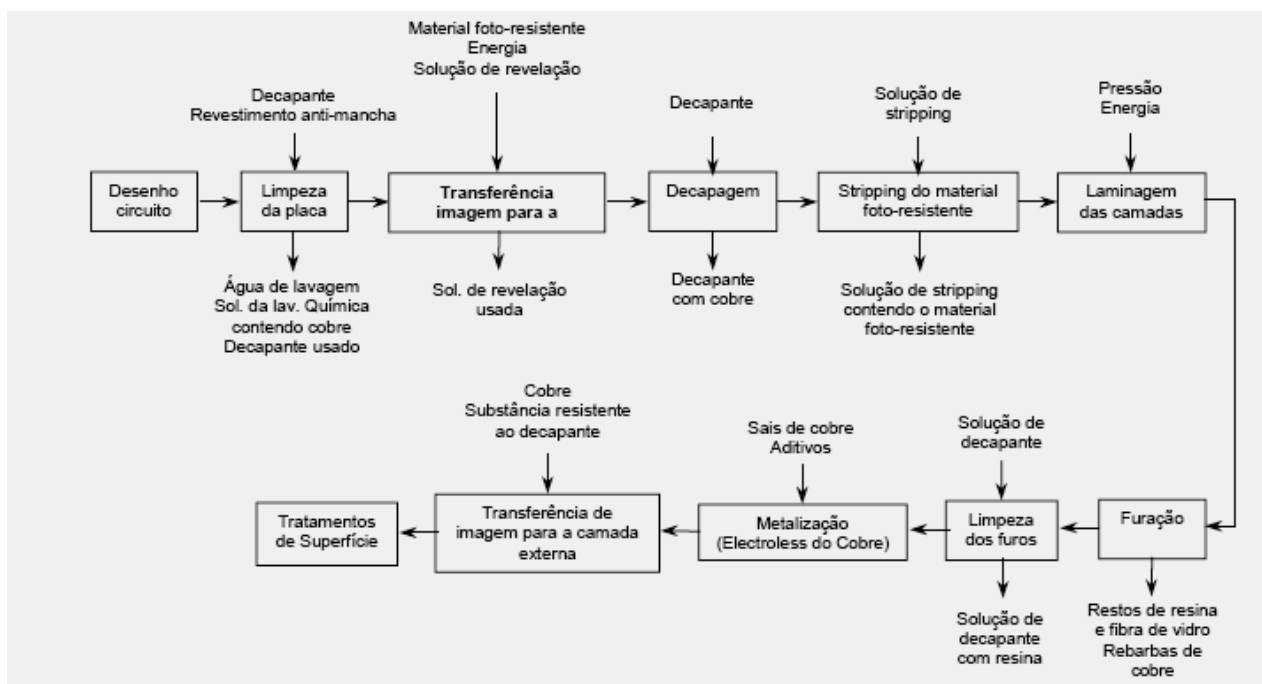 Material foto-resistente
Energia
Solução de revelação
Decapante
Revestimento anti-mancha
Decapante
Solução de
stripping
Pressão
Energia
Desenho
circuito
Limpeza
da placa
Transferência
imagem para a
Decapagem
Stripping do material
foto-resistente
Laminagem
das camadas
Água de lavagem
Sol. da lav. Química
contendo cobre
Decapante usado
Sol. de revelação
usada
Decapante
com cobre
Solução de stripping
contendo o material
foto-resistente
Cobre
Substância resistente
ao decapante
Sais de cobre
Aditivos
Solução de
decapante
Tratamentos
de Superfície
Transferência de
imagem para a camada
externa
Metalização
(Electroless do Cobre)
Limpeza
dos furos
Furação
Solução de
decapante
com resina
Restos de resina
e fibra de vidro
Rebarbas de
cobre